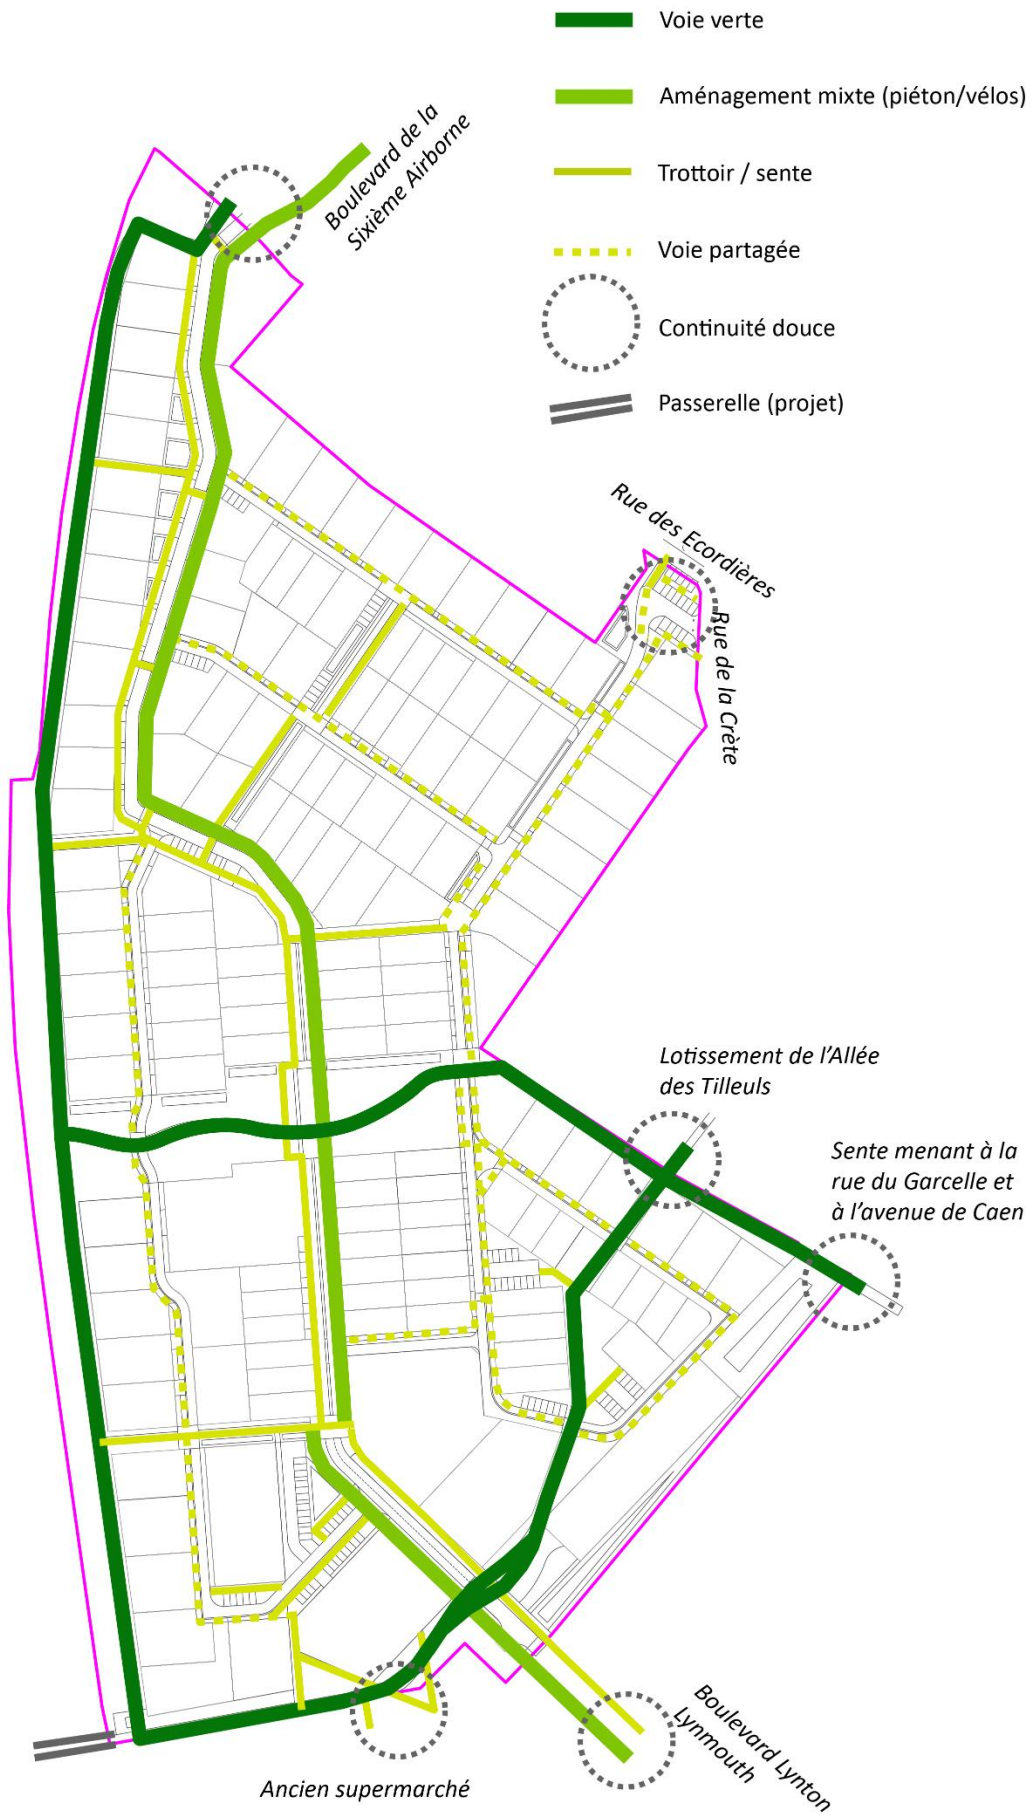 Voie verte
Aménagement mixte (piéton/vélos)
Trottoir / sente
Voie partagée
Continuité douce
Passerelle (projet)
Boulevard de la
Sixième Airborne
Rue des Ecordières
Rue de la Crète
Lotissement de l'Allée
des Tilleuls
Sente menant à la
rue du Garcelle et
à l'avenue de Caen
Boulevard Lynton
Lynmouth
Ancien supermarché